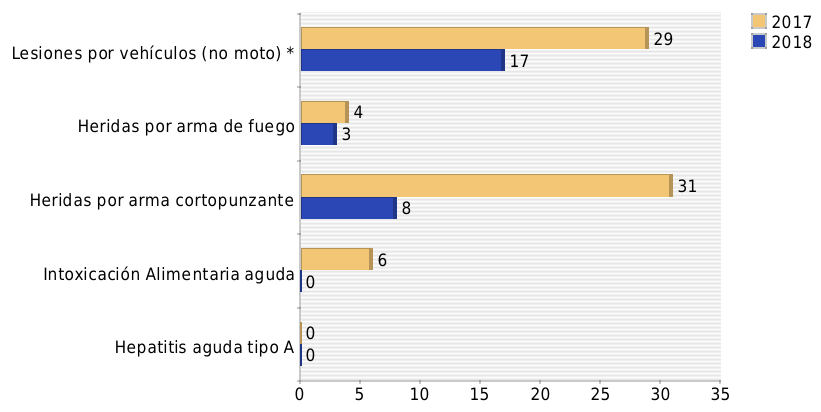 2017
2018
Lesiones por vehículos (no moto) *
29
17
Heridas por arma de fuego
4
3
Heridas por arma cortopunzante
31
8
Intoxicación Alimentaria aguda
6
0
Hepatitis aguda tipo A
0
0
0 5 10 15 20 25 30 35